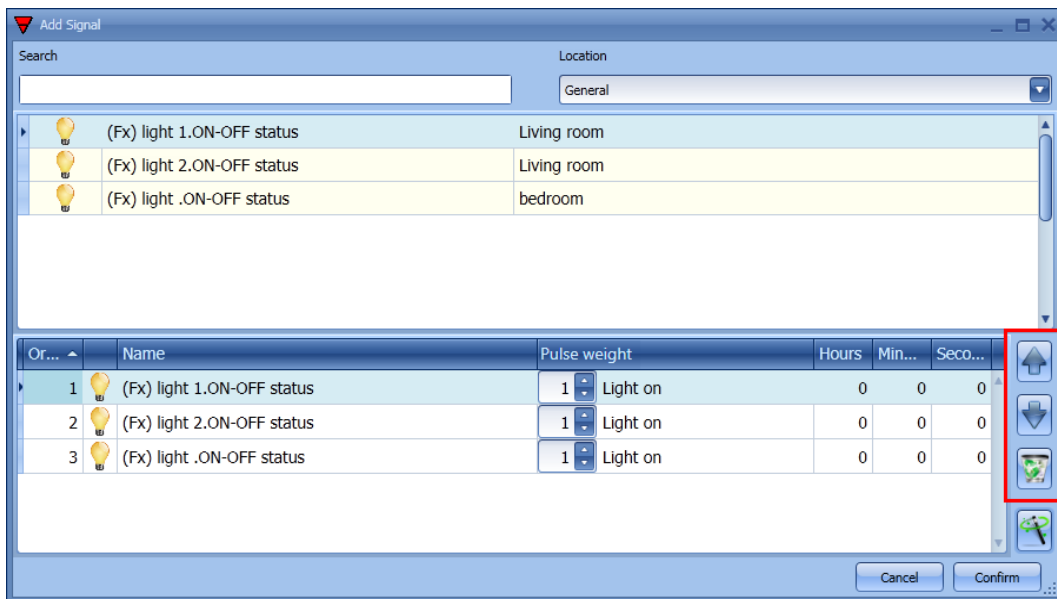 Add Signal
Search Location
General
(Fx) light 1.ON-OFF status Living room
(Fx) light 2.ON-OFF status Living room
(Fx) light .ON-OFF status bedroom
Or... Name Pulse weight Hours Min... Seco...
1 (Fx) light 1.ON-OFF status 1 Light on 0 0 0
2 (Fx) light 2.ON-OFF status 1 Light on 0 0 0
3 (Fx) light .ON-OFF status 1 Light on 0 0 0
Cancel Confirm